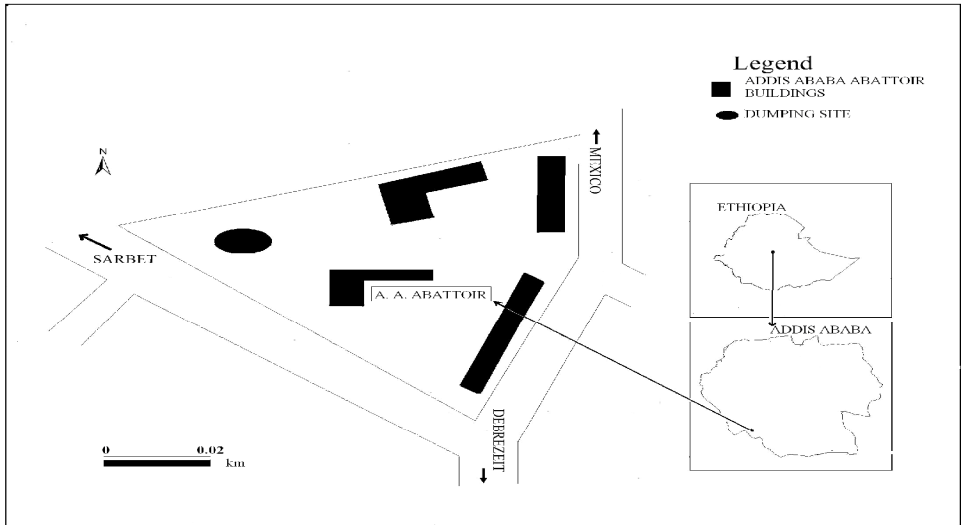 Legend
ADDIS ABABA ABATTOIR
BUILDINGS
DUMPING SITE
N
MEXICO
SARBET
A. A. ABATTOIR
DEBREZEIT
0 0.02
km
ETHIOPIA
ADDIS ABABA